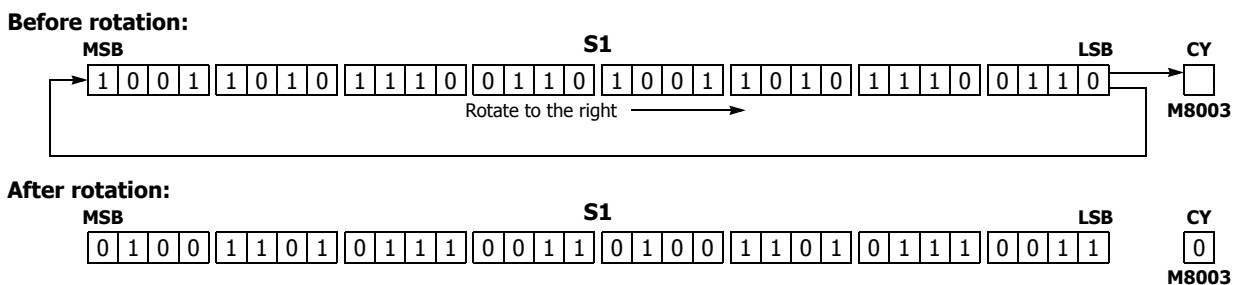 Before rotation:
MSB S1 LSB CY
1 0 0 1 1 0 1 0 1 1 1 0 0 1 1 0 1 0 0 1 1 0 1 0 1 1 1 0 0 1 1 0
Rotate to the right M8003
After rotation:
MSB S1 LSB CY
0 1 0 0 1 1 0 1 0 1 1 1 0 0 1 1 0 1 0 0 1 1 0 1 0 1 1 1 0 0 1 1 0
M8003